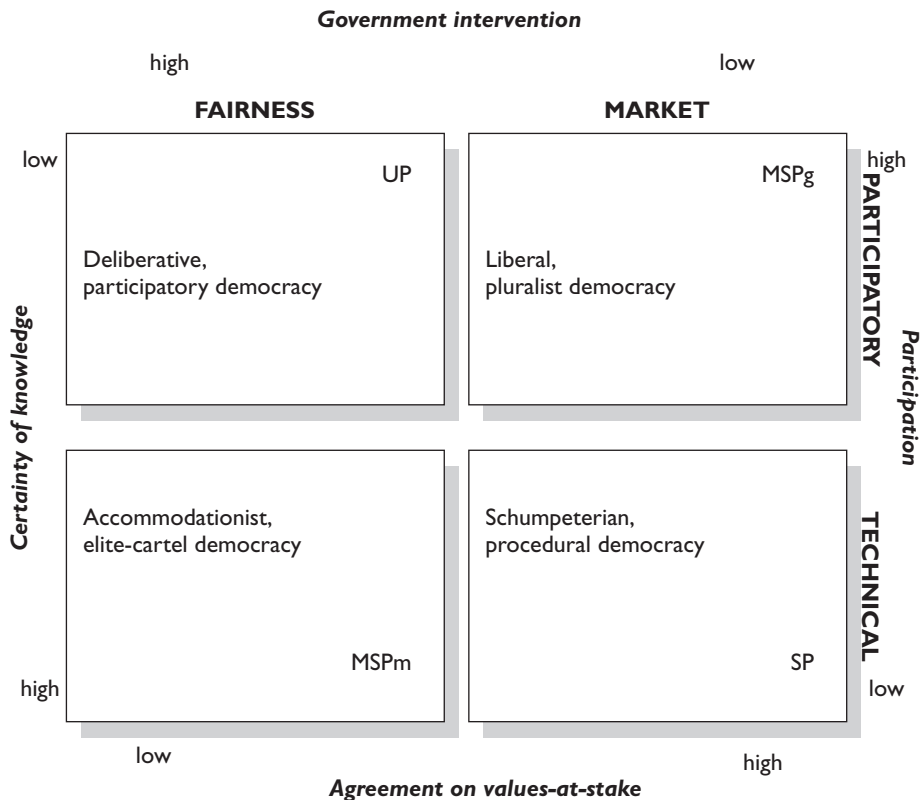 Government intervention
high
low
FAIRNESS
MARKET
low
high
UP
MSPg
PARTICIPATORY
Deliberative,
participatory democracy
Liberal,
pluralist democracy
Certainty of knowledge
Participation
Accommodationist,
elite-cartel democracy
Schumpeterian,
procedural democracy
TECHNICAL
MSPm
SP
high
low
low
high
Agreement on values-at-stake